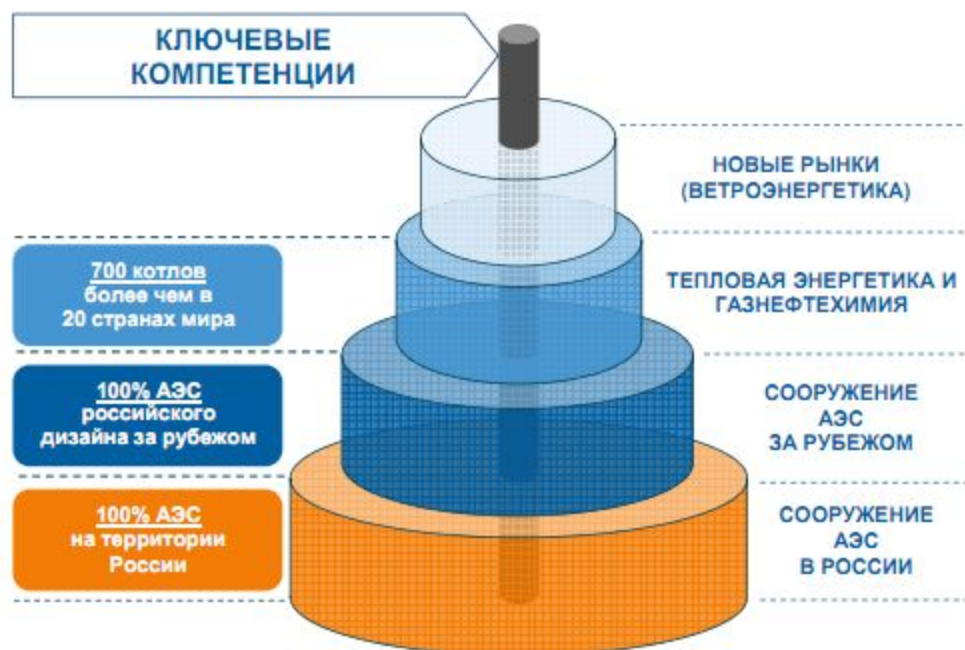 КЛЮЧЕВЫЕ
КОМПЕТЕНЦИИ
НОВЫЕ РЫНКИ
(ВЕТРОЭНЕРГЕТИКА)
700 котлов
более чем в
20 странах мира
ТЕПЛОВАЯ ЭНЕРГЕТИКА И
ГАЗНЕФТЕХИМИЯ
100% АЭС
российского
дизайна за рубежом
СООРУЖЕНИЕ
АЭС
ЗА РУБЕЖОМ
100% АЭС
на территории
России
СООРУЖЕНИЕ
АЭС
В РОССИИ